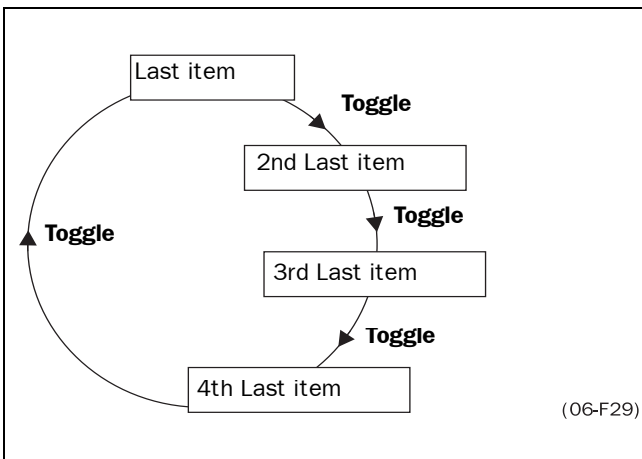 Last item
Toggle
2nd Last item
Toggle
3rd Last item
Toggle
Toggle
4th Last item
(06-F29)